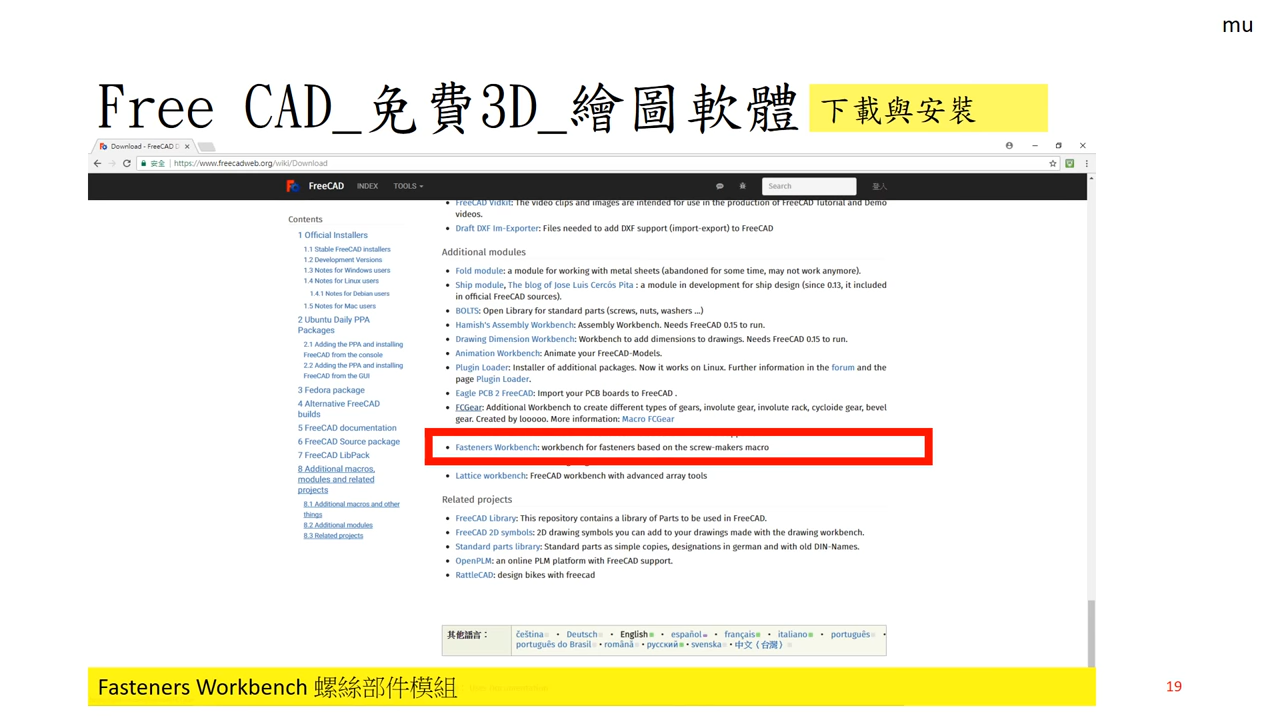 mu
Free CAD_免費3D_繪圖軟體
下載與安裝
Download - FreeCAD D
安全 https://www.freecadweb.org/wiki/Download
FreeCAD INDEX TOOLS Search 登入
Contents
1 Official Installers
1.1 Stable FreeCAD installers
1.2 Development Versions
1.3 Notes for Windows users
1.4 Notes for Linux users
1.4.1 Notes for Debian users
1.5 Notes for Mac users
2 Ubuntu Daily PPA
Packages
2.1 Adding the PPA and installing
FreeCAD from the console
2.2 Adding the PPA and installing
FreeCAD from the GUI
3 Fedora package
4 Alternative FreeCAD
builds
5 FreeCAD documentation
6 FreeCAD Source package
7 FreeCAD LibPack
8 Additional macros,
modules and related
projects
8.1 Additional macros and other
things
8.2 Additional modules
8.3 Related projects
• FreeCAD Vidkit: The video clips and images are intended for use in the production of FreeCAD Tutorial and Demo
videos.
• Draft DXF Im-Exporter: Files needed to add DXF support (import-export) to FreeCAD
Additional modules
• Fold module: a module for working with metal sheets (abandoned for some time, may not work anymore).
• Ship module, The blog of Jose Luis Cercós Pita : a module in development for ship design (since 0.13, it included
in official FreeCAD sources).
• BOLTS: Open Library for standard parts (screws, nuts, washers ...)
• Hamish's Assembly Workbench: Assembly Workbench. Needs FreeCAD 0.15 to run.
• Drawing Dimension Workbench: Workbench to add dimensions to drawings. Needs FreeCAD 0.15 to run.
• Animation Workbench: Animate your FreeCAD-Models.
• Plugin Loader: Installer of additional packages. Now it works on Linux. Further information in the forum and the
page Plugin Loader.
• Eagle PCB 2 FreeCAD: Import your PCB boards to FreeCAD .
• FCGear: Additional Workbench to create different types of gears, involute gear, involute rack, cycloide gear, bevel
gear. Created by looooo. More information: Macro FCGear
• Fasteners Workbench: workbench for fasteners based on the screw-makers macro
• Lattice workbench: FreeCAD workbench with advanced array tools
Related projects
• FreeCAD Library: This repository contains a library of Parts to be used in FreeCAD.
• FreeCAD 2D symbols: 2D drawing symbols you can add to your drawings made with the drawing workbench.
• Standard parts library: Standard parts as simple copies, designations in german and with old DIN-Names.
• OpenPLM: an online PLM platform with FreeCAD support.
• RattleCAD: design bikes with freecad
其他語言：
čeština • Deutsch • English • español • français • italiano • português •
português do Brasil • română • русский • svenska • 中文（台灣）
Fasteners Workbench 螺絲部件模組
19